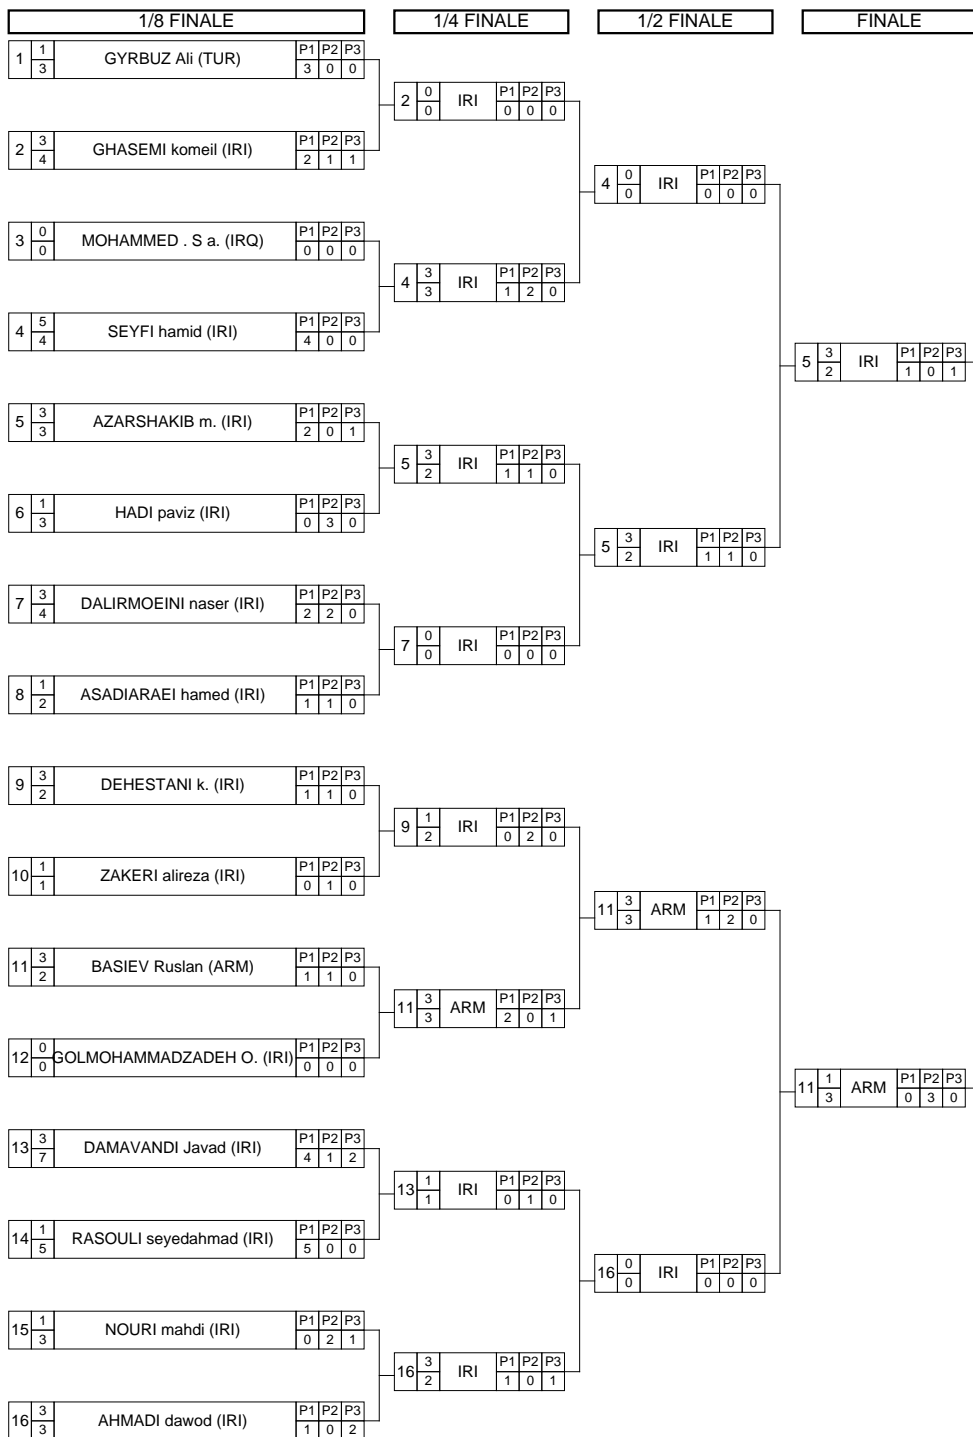 1/8 FINALE 1/4 FINALE 1/2 FINALE FINALE
1 1 3 GYRBUZ Ali (TUR) P1 P2 P3 3 0 0
2 0 0 IRI P1 P2 P3 0 0 0
2 3 4 GHASEMI komeil (IRI) P1 P2 P3 2 1 1
4 0 0 IRI P1 P2 P3 0 0 0
3 0 0 MOHAMMED . S a. (IRQ) P1 P2 P3 0 0 0
4 3 3 IRI P1 P2 P3 1 2 0
4 5 4 SEYFI hamid (IRI) P1 P2 P3 4 0 0
5 3 2 IRI P1 P2 P3 1 0 1
5 3 3 AZARSHAKIB m. (IRI) P1 P2 P3 2 0 1
5 3 2 IRI P1 P2 P3 1 1 0
6 1 3 HADI paviz (IRI) P1 P2 P3 0 3 0
5 3 2 IRI P1 P2 P3 1 1 0
7 3 4 DALIRMOEINI naser (IRI) P1 P2 P3 2 2 0
7 0 0 IRI P1 P2 P3 0 0 0
8 1 2 ASADIARAEI hamed (IRI) P1 P2 P3 1 1 0
9 3 2 DEHESTANI k. (IRI) P1 P2 P3 1 1 0
9 1 2 IRI P1 P2 P3 0 2 0
10 1 1 ZAKERI alireza (IRI) P1 P2 P3 0 1 0
11 3 3 ARM P1 P2 P3 1 2 0
11 3 2 BASIEV Ruslan (ARM) P1 P2 P3 1 1 0
11 3 3 ARM P1 P2 P3 2 0 1
12 0 0 GOLMOHAMMADZADEH O. (IRI) P1 P2 P3 0 0 0
11 1 3 ARM P1 P2 P3 0 3 0
13 3 7 DAMAVANDI Javad (IRI) P1 P2 P3 4 1 2
13 1 1 IRI P1 P2 P3 0 1 0
14 1 5 RASOULI seyedahmad (IRI) P1 P2 P3 5 0 0
16 0 0 IRI P1 P2 P3 0 0 0
15 1 3 NOURI mahdi (IRI) P1 P2 P3 0 2 1
16 3 2 IRI P1 P2 P3 1 0 1
16 3 3 AHMADI dawod (IRI) P1 P2 P3 1 0 2